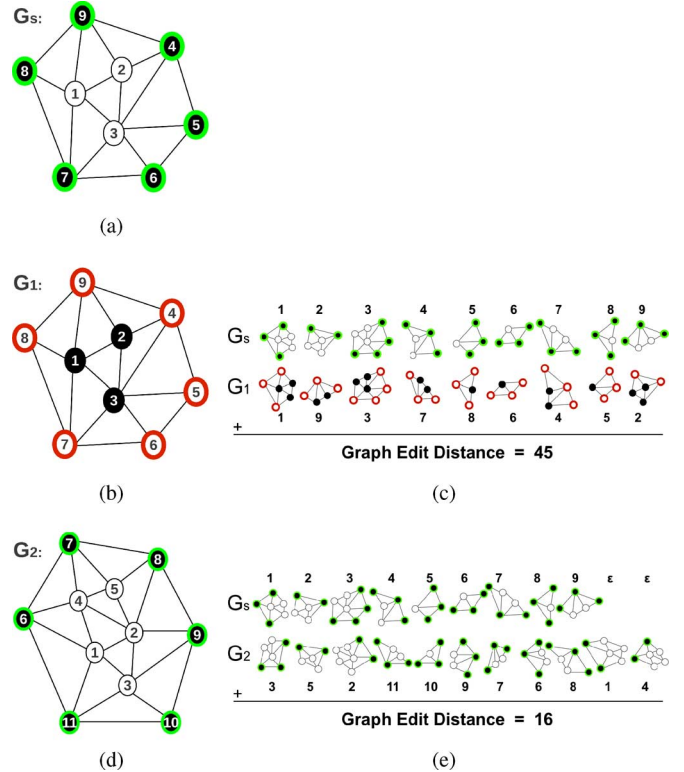 Gs:
9
4
8
2
1
5
3
7
6
(a)
G1:
9
4
8
2
1
5
3
7
6
(b)
1 2 3 4 5 6 7 8 9
Gs
G1
1 9 3 7 8 6 4 5 2
+
Graph Edit Distance = 45
(c)
G2:
7
8
5
4
6
2
9
1
3
11
10
(d)
1 2 3 4 5 6 7 8 9 ε ε
Gs
G2
3 5 2 11 10 9 7 6 8 1 4
+
Graph Edit Distance = 16
(e)